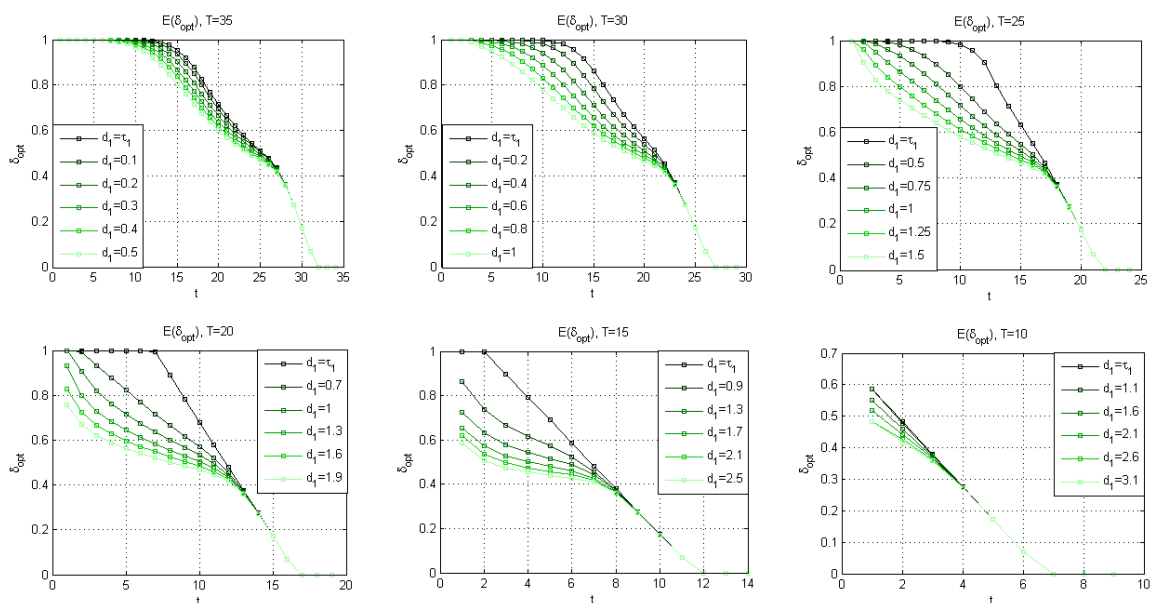 E(δopt), T=35
1
0.8
0.6
0.4
0.2
0
δopt
d1=τ1
d1=0.1
d1=0.2
d1=0.3
d1=0.4
d1=0.5
0 5 10 15 20 25 30 35
t
E(δopt), T=30
1
0.8
0.6
0.4
0.2
0
δopt
d1=τ1
d1=0.2
d1=0.4
d1=0.6
d1=0.8
d1=1
0 5 10 15 20 25 30
t
E(δopt), T=25
1
0.8
0.6
0.4
0.2
0
δopt
d1=τ1
d1=0.5
d1=0.75
d1=1
d1=1.25
d1=1.5
0 5 10 15 20 25
t
E(δopt), T=20
1
0.8
0.6
0.4
0.2
0
δopt
d1=τ1
d1=0.7
d1=1
d1=1.3
d1=1.6
d1=1.9
0 5 10 15 20
t
E(δopt), T=15
1
0.8
0.6
0.4
0.2
0
δopt
d1=τ1
d1=0.9
d1=1.3
d1=1.7
d1=2.1
d1=2.5
0 2 4 6 8 10 12 14
t
E(δopt), T=10
0.7
0.6
0.5
0.4
0.3
0.2
0.1
0
δopt
d1=τ1
d1=1.1
d1=1.6
d1=2.1
d1=2.6
d1=3.1
0 2 4 6 8 10
t